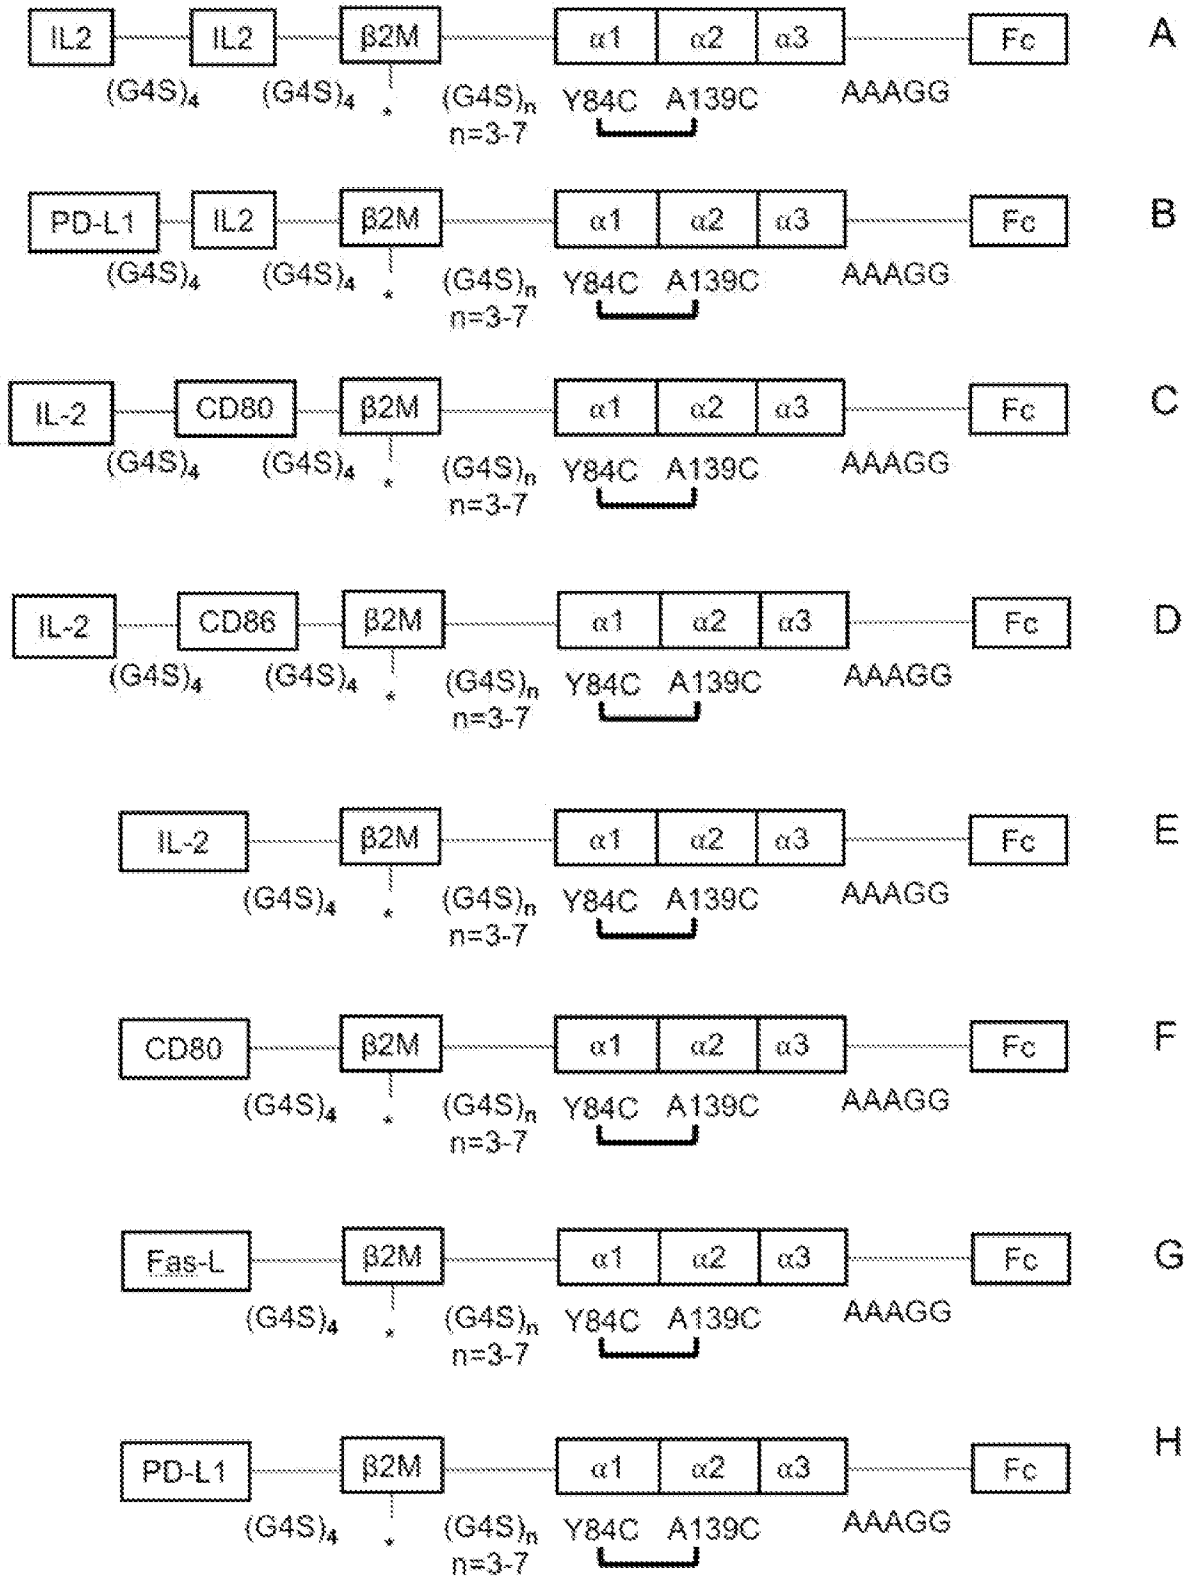 IL2 IL2 β2M α1 α2 α3 Fc A
(G4S)₄ (G4S)₄ * (G4S)ₙ Y84C A139C AAAGG
n=3-7
PD-L1 IL2 β2M α1 α2 α3 Fc B
(G4S)₄ (G4S)₄ * (G4S)ₙ Y84C A139C AAAGG
n=3-7
IL-2 CD80 β2M α1 α2 α3 Fc C
(G4S)₄ (G4S)₄ * (G4S)ₙ Y84C A139C AAAGG
n=3-7
IL-2 CD86 β2M α1 α2 α3 Fc D
(G4S)₄ (G4S)₄ * (G4S)ₙ Y84C A139C AAAGG
n=3-7
IL-2 β2M α1 α2 α3 Fc E
(G4S)₄ * (G4S)ₙ Y84C A139C AAAGG
n=3-7
CD80 β2M α1 α2 α3 Fc F
(G4S)₄ * (G4S)ₙ Y84C A139C AAAGG
n=3-7
Fas-L β2M α1 α2 α3 Fc G
(G4S)₄ * (G4S)ₙ Y84C A139C AAAGG
n=3-7
PD-L1 β2M α1 α2 α3 Fc H
(G4S)₄ * (G4S)ₙ Y84C A139C AAAGG
n=3-7